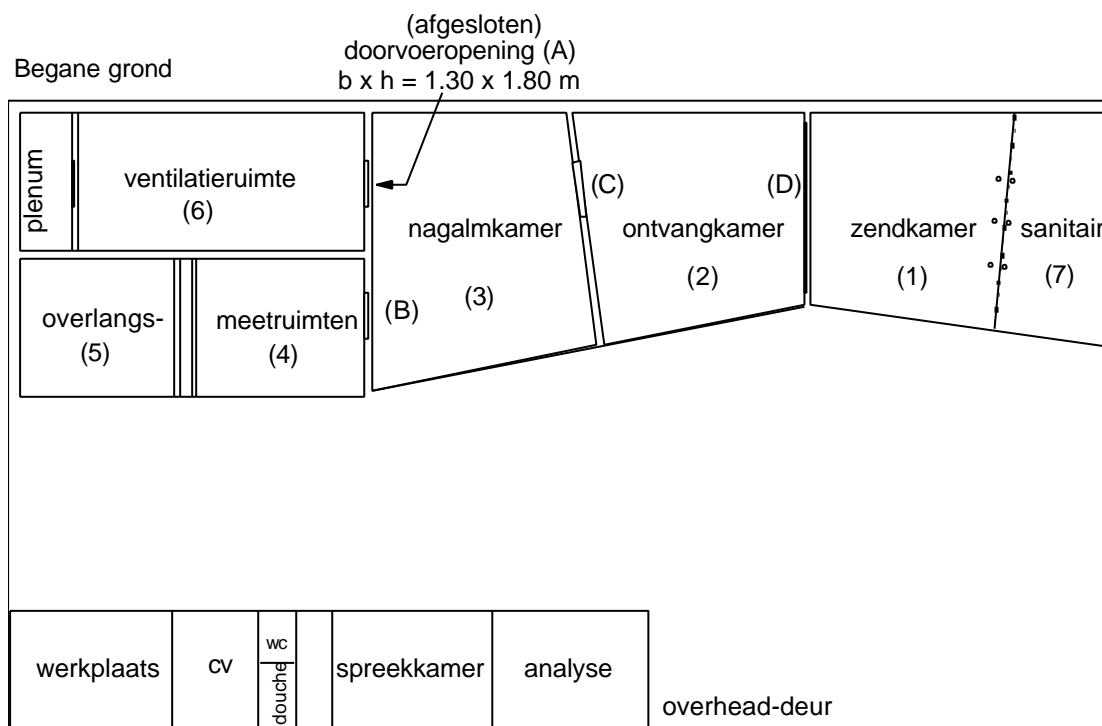 (afgesloten)
doorvoeropening (A)
b x h = 1.30 x 1.80 m
Begane grond
plenum
ventilatieruimte
(6)
(C)
(D)
nagalmkamer
(3)
ontvangkamer
(2)
zendkamer
(1)
sanitair
(7)
overlangs-
(5)
meetruimten
(4)
(B)
werkplaats
cv
wc
douche
spreekkamer
analyse
overhead-deur